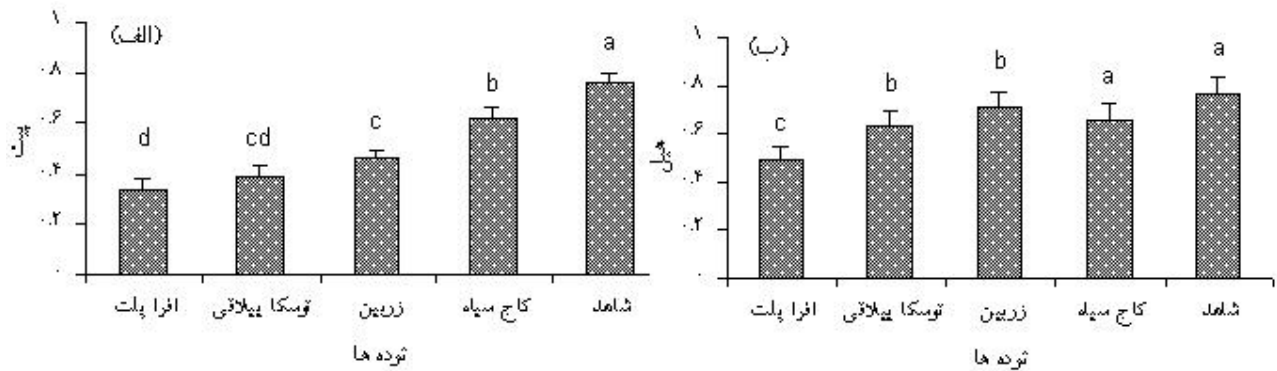 (الف)
۱
۰.۸
۰.۶
۰.۴
۰.۲
۰
d cd c b a
افرا پلت توسکا ییلاقی زربین کاج سیاه شاهد
توده ها
(ب)
۱
۰.۸
۰.۶
۰.۴
۰.۲
۰
c b b a a
افرا پلت توسکا ییلاقی زربین کاج سیاه شاهد
توده ها